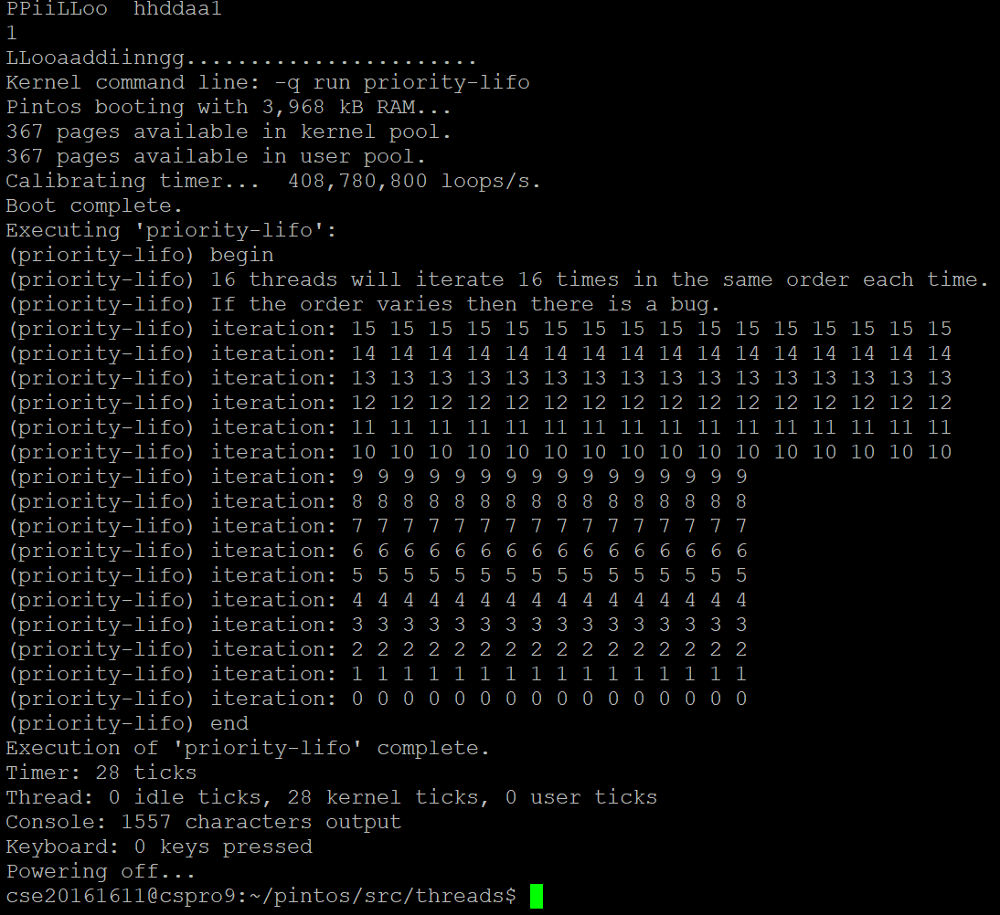 PPiiLLoo  hhddaa1
1
LLooaaddiinngg.......................
Kernel command line: -q run priority-lifo
Pintos booting with 3,968 kB RAM...
367 pages available in kernel pool.
367 pages available in user pool.
Calibrating timer...  408,780,800 loops/s.
Boot complete.
Executing 'priority-lifo':
(priority-lifo) begin
(priority-lifo) 16 threads will iterate 16 times in the same order each time.
(priority-lifo) If the order varies then there is a bug.
(priority-lifo) iteration: 15 15 15 15 15 15 15 15 15 15 15 15 15 15 15 15
(priority-lifo) iteration: 14 14 14 14 14 14 14 14 14 14 14 14 14 14 14 14
(priority-lifo) iteration: 13 13 13 13 13 13 13 13 13 13 13 13 13 13 13 13
(priority-lifo) iteration: 12 12 12 12 12 12 12 12 12 12 12 12 12 12 12 12
(priority-lifo) iteration: 11 11 11 11 11 11 11 11 11 11 11 11 11 11 11 11
(priority-lifo) iteration: 10 10 10 10 10 10 10 10 10 10 10 10 10 10 10 10
(priority-lifo) iteration: 9 9 9 9 9 9 9 9 9 9 9 9 9 9 9 9
(priority-lifo) iteration: 8 8 8 8 8 8 8 8 8 8 8 8 8 8 8 8
(priority-lifo) iteration: 7 7 7 7 7 7 7 7 7 7 7 7 7 7 7 7
(priority-lifo) iteration: 6 6 6 6 6 6 6 6 6 6 6 6 6 6 6 6
(priority-lifo) iteration: 5 5 5 5 5 5 5 5 5 5 5 5 5 5 5 5
(priority-lifo) iteration: 4 4 4 4 4 4 4 4 4 4 4 4 4 4 4 4
(priority-lifo) iteration: 3 3 3 3 3 3 3 3 3 3 3 3 3 3 3 3
(priority-lifo) iteration: 2 2 2 2 2 2 2 2 2 2 2 2 2 2 2 2
(priority-lifo) iteration: 1 1 1 1 1 1 1 1 1 1 1 1 1 1 1 1
(priority-lifo) iteration: 0 0 0 0 0 0 0 0 0 0 0 0 0 0 0 0
(priority-lifo) end
Execution of 'priority-lifo' complete.
Timer: 28 ticks
Thread: 0 idle ticks, 28 kernel ticks, 0 user ticks
Console: 1557 characters output
Keyboard: 0 keys pressed
Powering off...
cse20161611@cspro9:~/pintos/src/threads$